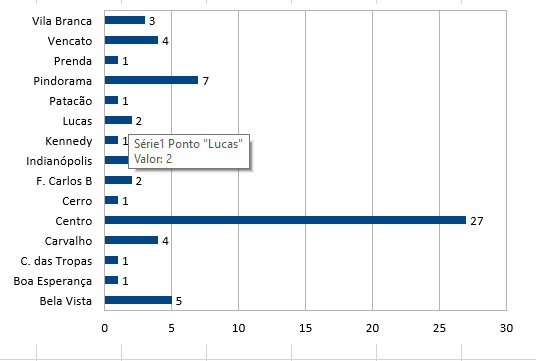 Vila Branca 3
Vencato 4
Prenda 1
Pindorama 7
Patacão 1
Lucas 2
Kennedy 1
Série1 Ponto "Lucas"
Valor: 2
Indianópolis
F. Carlos B 2
Cerro 1
Centro 27
Carvalho 4
C. das Tropas 1
Boa Esperança 1
Bela Vista 5
0 5 10 15 20 25 30